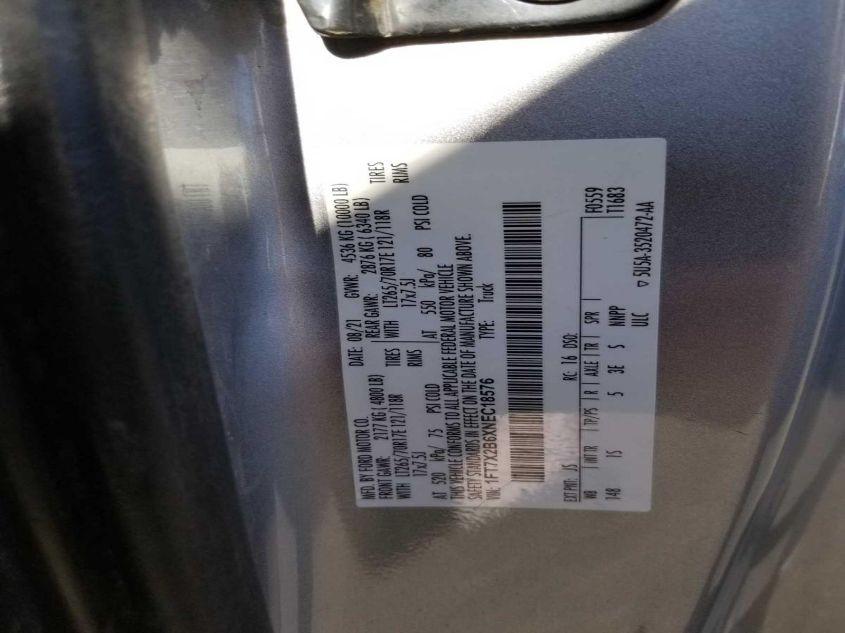 MFD. BY FORD MOTOR CO.
DATE: 08/21 GVWR: 4536 KG (10000 LB)
FRONT GAWR: 2177 KG (4800 LB) REAR GAWR: 2876 KG (6340 LB)
WITH LT265/70R17E 121/118R TIRES WITH LT265/70R17E 121/118R TIRES
17x7.5J RIMS 17x7.5J RIMS
AT 520 kPa/ 75 PSI COLD AT 550 kPa/ 80 PSI COLD
THIS VEHICLE CONFORMS TO ALL APPLICABLE FEDERAL MOTOR VEHICLE
SAFETY STANDARDS IN EFFECT ON THE DATE OF MANUFACTURE SHOWN ABOVE.
VIN: 1FT7X2B6XNEC18576 TYPE: Truck
EXT PNT: JS RC: 16 DSO: F0559
WB INT TR TP/PS R AXLE TR SPR T1683
148 1S 5 3E S NNPP
ULC 5U5A-3520472-AA